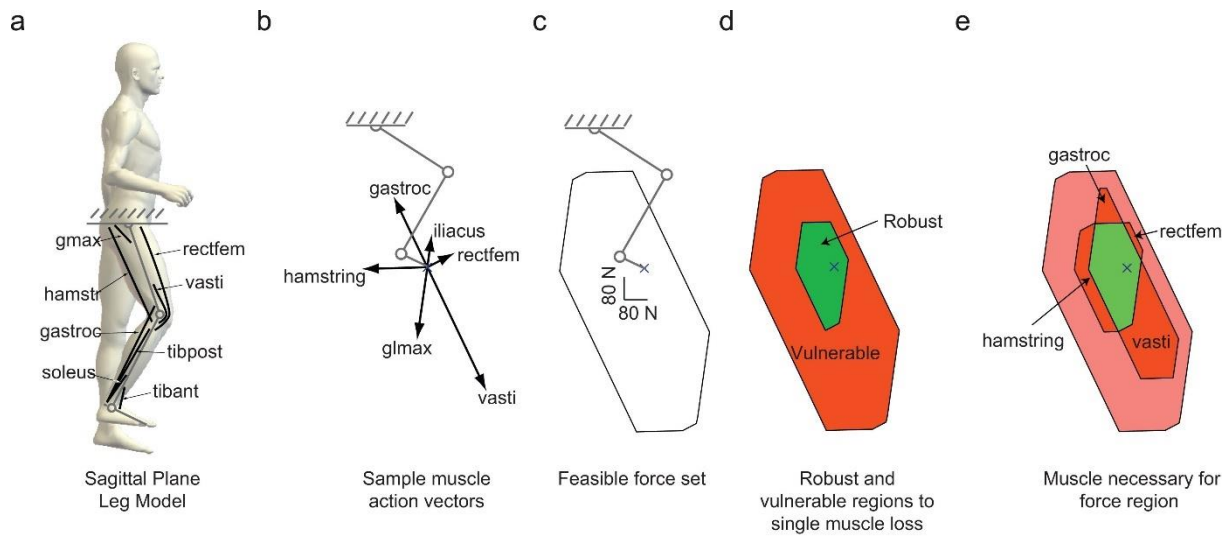 a
gmax
hamstr
gastroc
soleus
rectfem
vasti
tibpost
tibant
Sagittal Plane
Leg Model
b
gastroc
iliacus
rectfem
hamstring
glmax
vasti
Sample muscle
action vectors
c
80 N
80 N
Feasible force set
d
Robust
Vulnerable
Robust and
vulnerable regions to
single muscle loss
e
gastroc
rectfem
hamstring
vasti
Muscle necessary for
force region